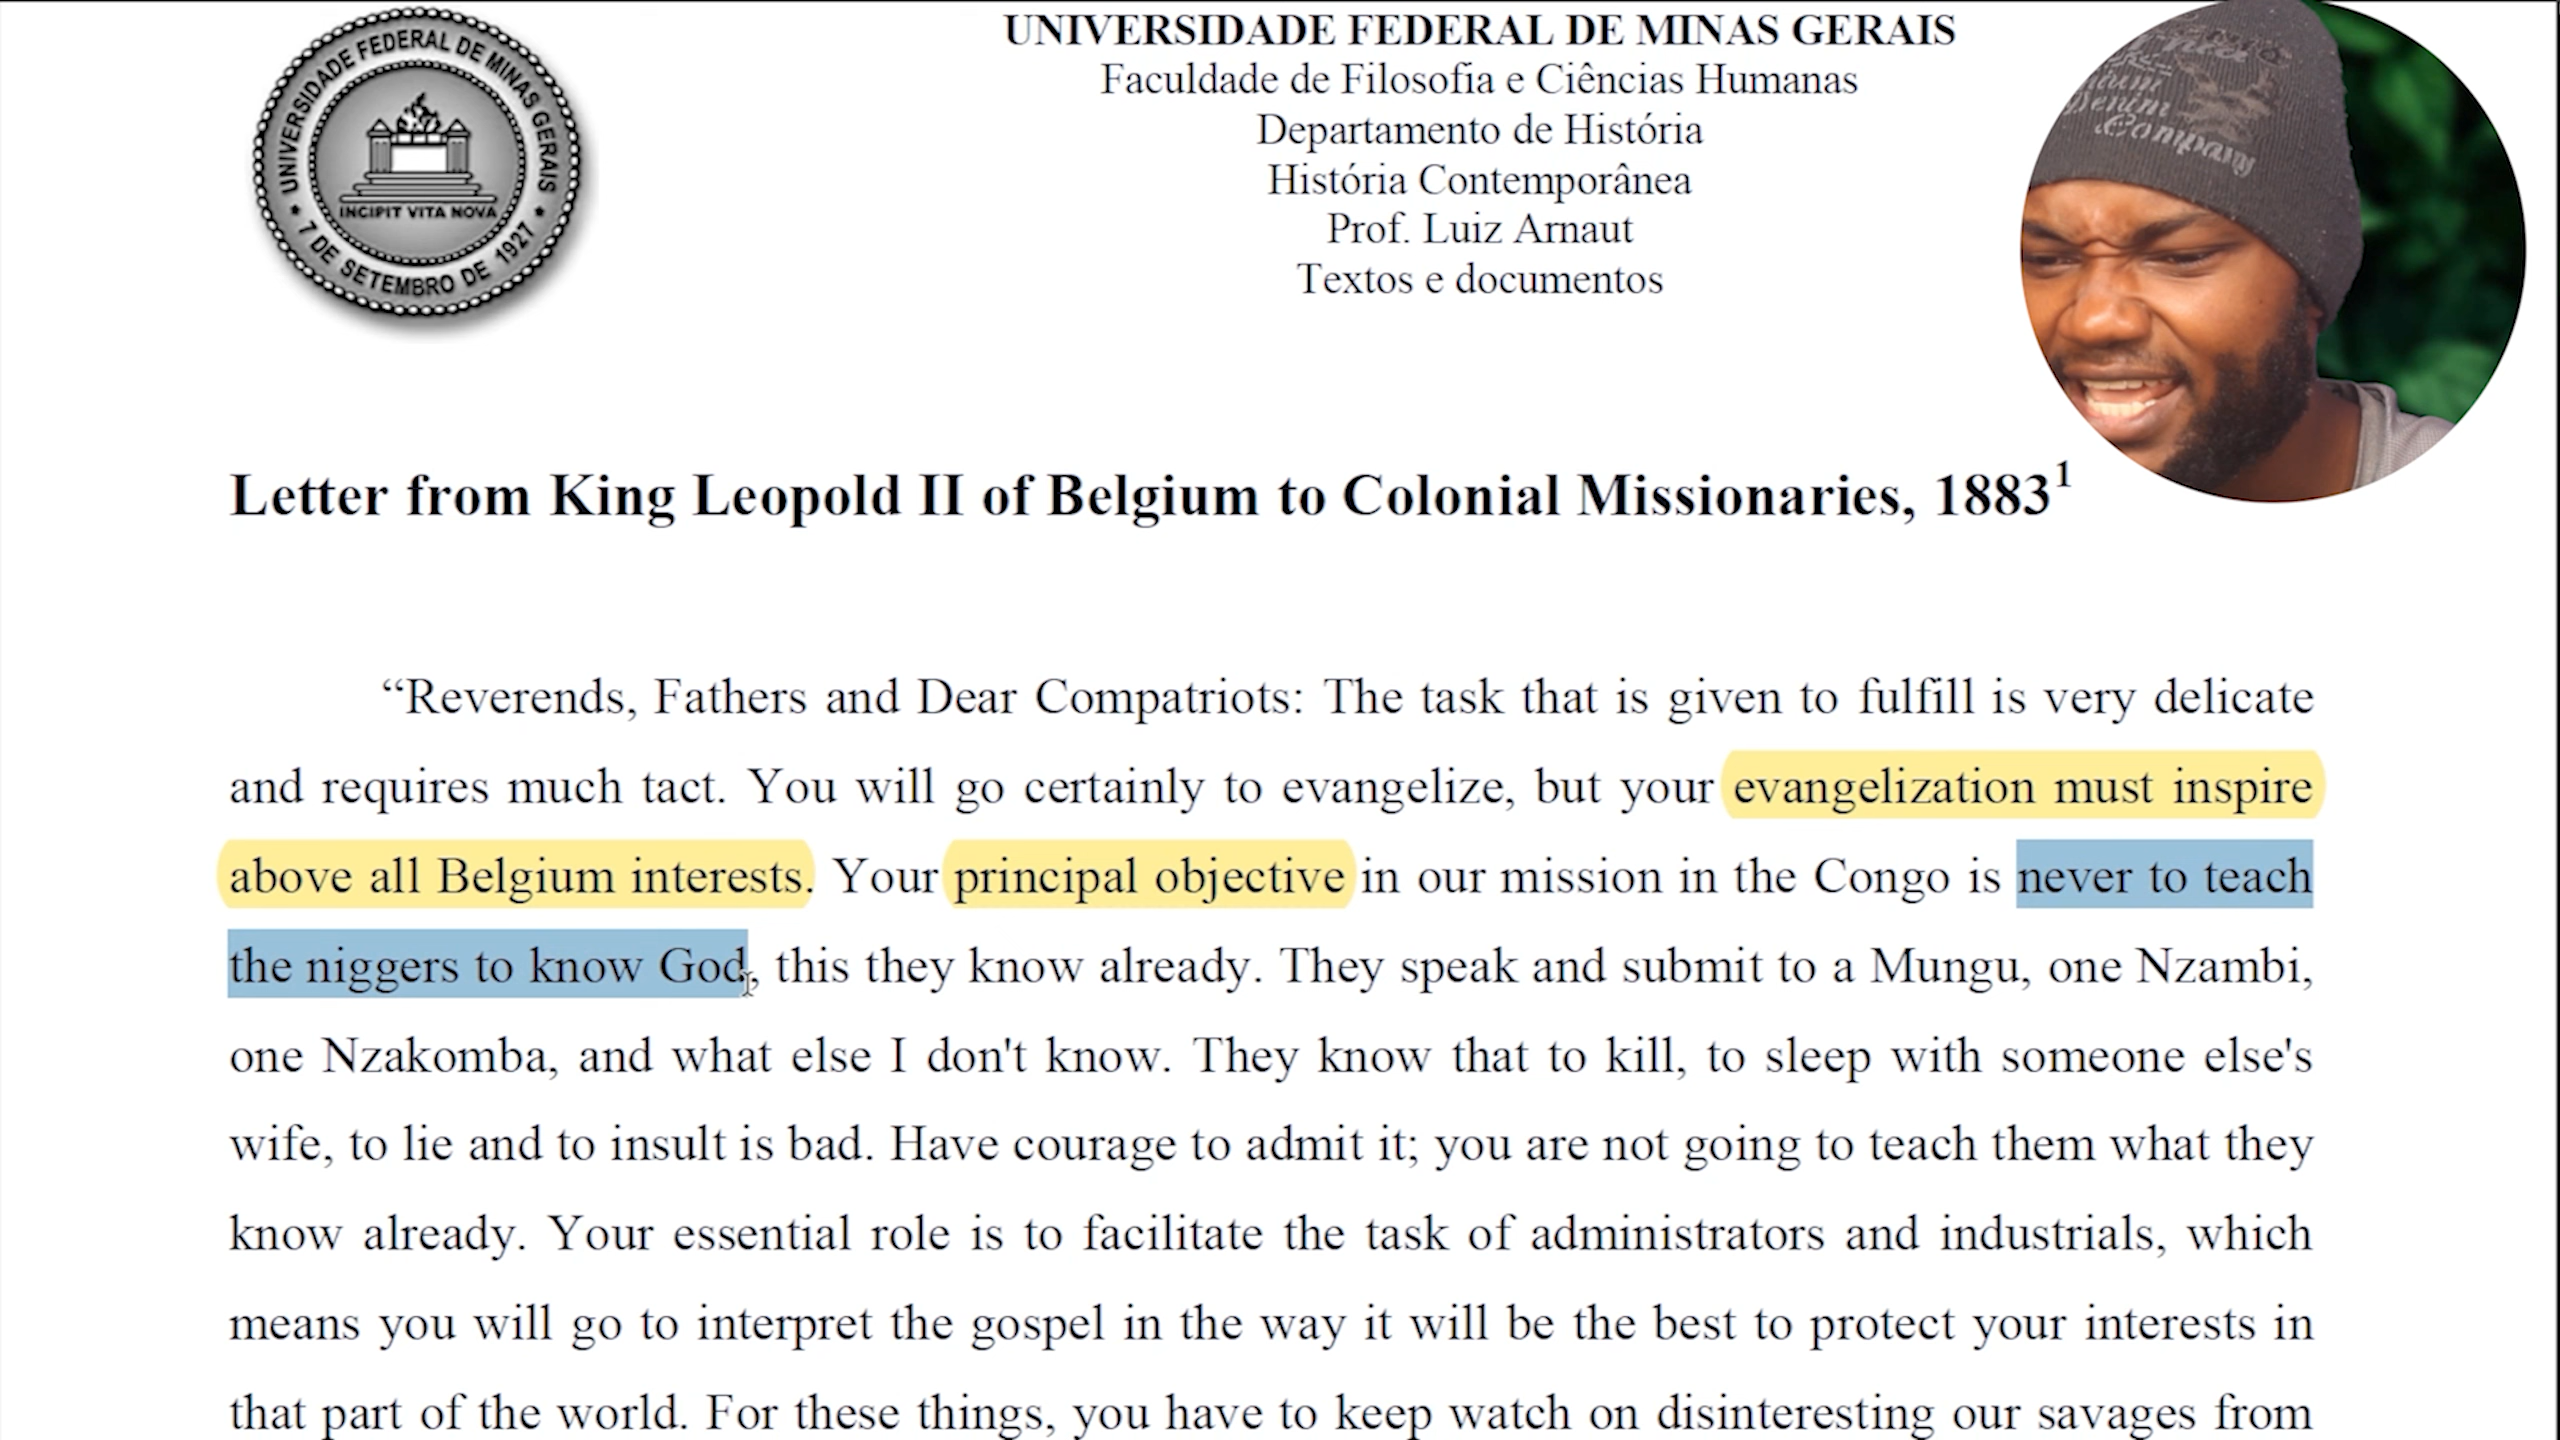 UNIVERSIDADE FEDERAL DE MINAS GERAIS
7 DE SETEMBRO DE 1927
INCIPIT VITA NOVA
UNIVERSIDADE FEDERAL DE MINAS GERAIS
Faculdade de Filosofia e Ciências Humanas
Departamento de História
História Contemporânea
Prof. Luiz Arnaut
Textos e documentos
Company
Letter from King Leopold II of Belgium to Colonial Missionaries, 1883¹
“Reverends, Fathers and Dear Compatriots: The task that is given to fulfill is very delicate
and requires much tact. You will go certainly to evangelize, but your evangelization must inspire
above all Belgium interests. Your principal objective in our mission in the Congo is never to teach
the niggers to know God, this they know already. They speak and submit to a Mungu, one Nzambi,
one Nzakomba, and what else I don't know. They know that to kill, to sleep with someone else's
wife, to lie and to insult is bad. Have courage to admit it; you are not going to teach them what they
know already. Your essential role is to facilitate the task of administrators and industrials, which
means you will go to interpret the gospel in the way it will be the best to protect your interests in
that part of the world. For these things, you have to keep watch on disinteresting our savages from